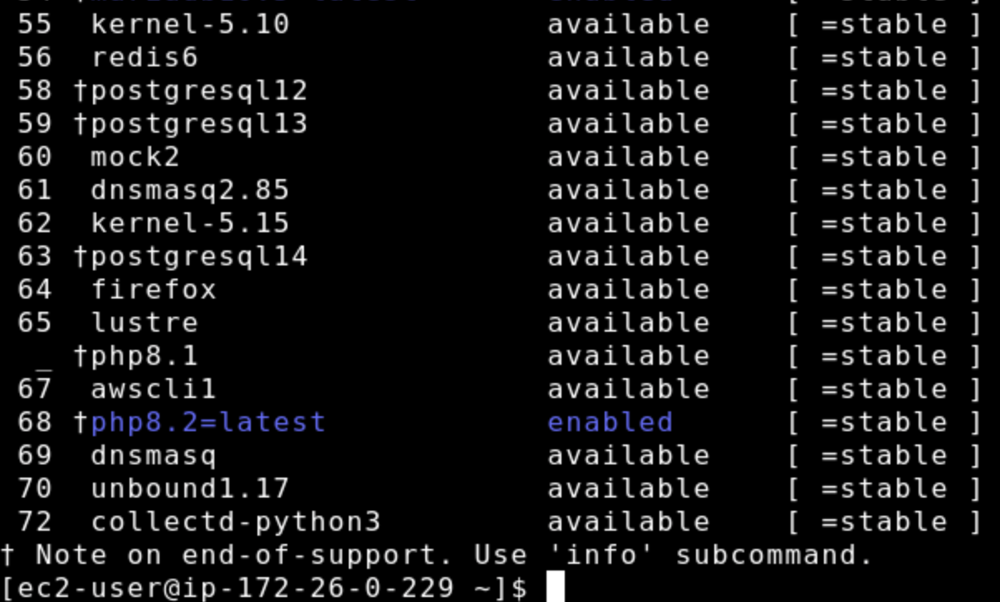 55 kernel-5.10 available [ =stable ]
56 redis6 available [ =stable ]
58 †postgresql12 available [ =stable ]
59 †postgresql13 available [ =stable ]
60 mock2 available [ =stable ]
61 dnsmasq2.85 available [ =stable ]
62 kernel-5.15 available [ =stable ]
63 †postgresql14 available [ =stable ]
64 firefox available [ =stable ]
65 lustre available [ =stable ]
_ †php8.1 available [ =stable ]
67 awscli1 available [ =stable ]
68 †php8.2=latest enabled [ =stable ]
69 dnsmasq available [ =stable ]
70 unbound1.17 available [ =stable ]
72 collectd-python3 available [ =stable ]
† Note on end-of-support. Use 'info' subcommand.
[ec2-user@ip-172-26-0-229 ~]$